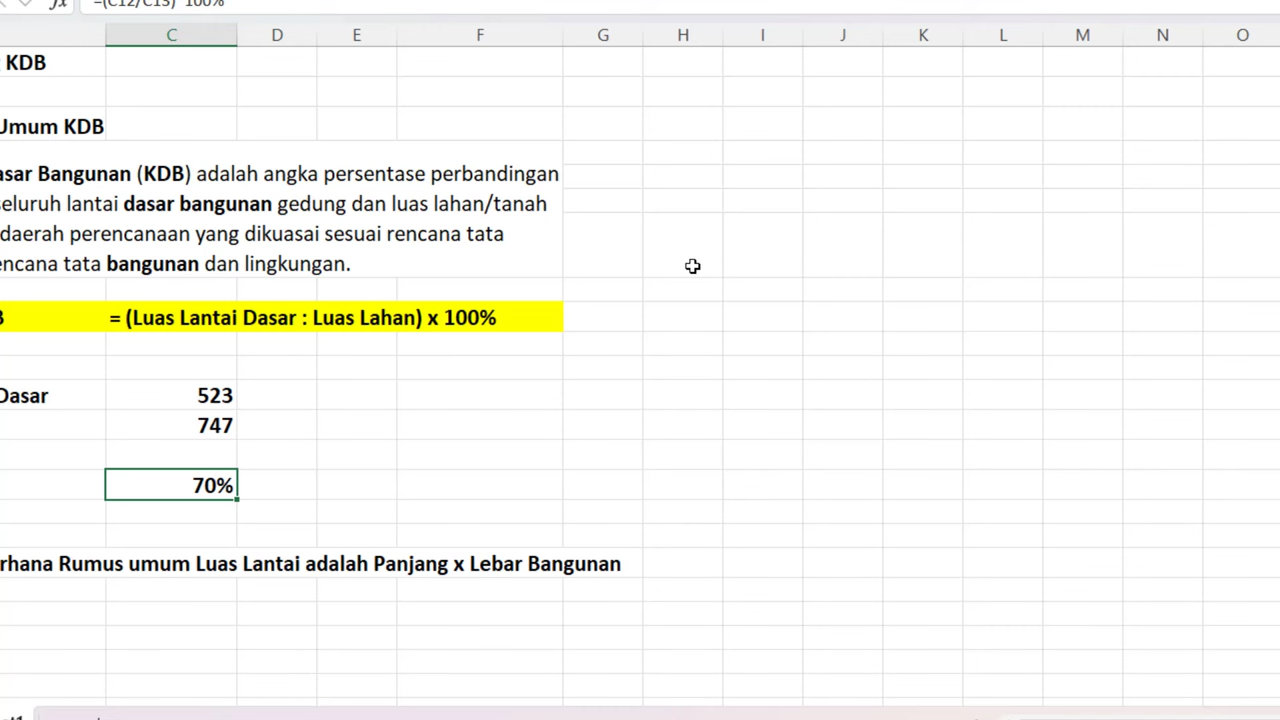 =(C12/C13)*100%
C D E F G H I J K L M N O
KDB
Umum KDB
asar Bangunan (KDB) adalah angka persentase perbandingan
seluruh lantai dasar bangunan gedung dan luas lahan/tanah
daerah perencanaan yang dikuasai sesuai rencana tata
encana tata bangunan dan lingkungan.
= (Luas Lantai Dasar : Luas Lahan) x 100%
Dasar 523
747
70%
rhana Rumus umum Luas Lantai adalah Panjang x Lebar Bangunan